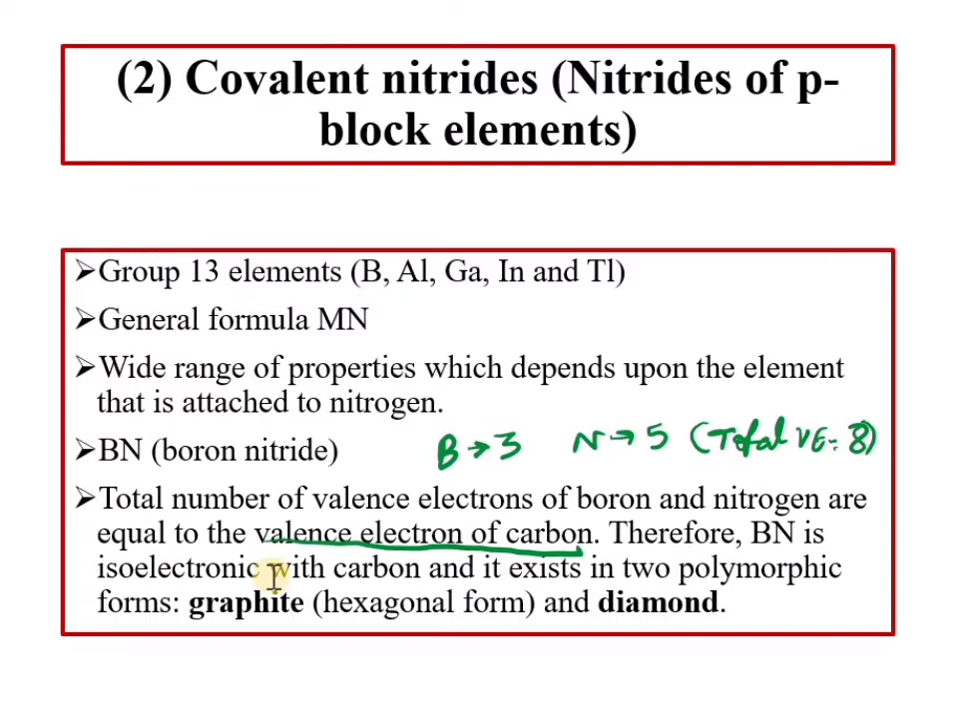 (2) Covalent nitrides (Nitrides of p-
block elements)
➢Group 13 elements (B, Al, Ga, In and Tl)
➢General formula MN
➢Wide range of properties which depends upon the element
that is attached to nitrogen.
➢BN (boron nitride) B → 3 N → 5 (Total VE = 8)
➢Total number of valence electrons of boron and nitrogen are
equal to the valence electron of carbon. Therefore, BN is
isoelectronic with carbon and it exists in two polymorphic
forms: graphite (hexagonal form) and diamond.